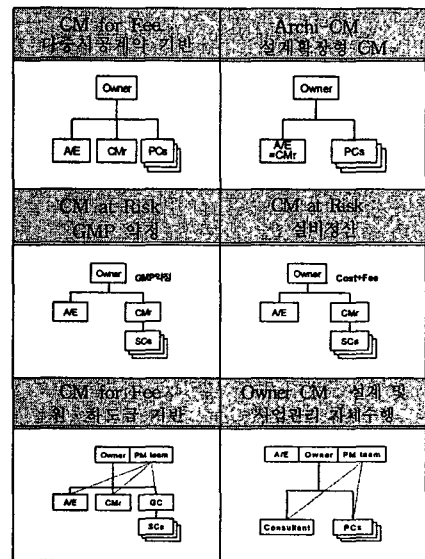 CM for Fee
다중시공계약 기반
Owner
A/E
CMr
PCs
Archi CM
설계확장형 CM
Owner
A/E
=CMr
PCs
CM at Risk
GMP 약정
Owner
GMP약정
A/E
CMr
SCs
CM at Risk
실비정산
Owner
Cost+Fee
A/E
CMr
SCs
CM for Fee
원·하도급 기반
Owner
PM team
A/E
CMr
GC
SCs
Owner CM
설계 및
사업관리 자체수행
A/E
Owner
PM team
Consultant
PCs